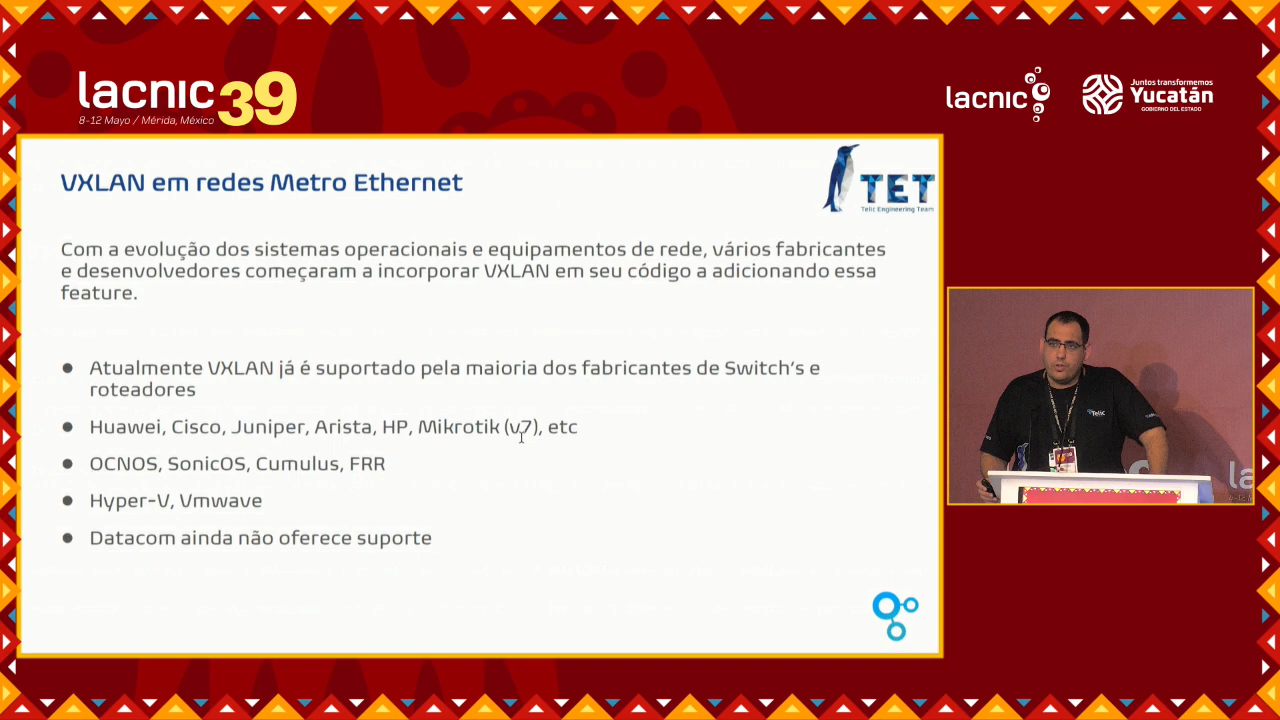 lacnic 39
8-12 Mayo / Mérida, México
lacnic
Juntos transformemos
Yucatán
GOBIERNO DEL ESTADO
VXLAN em redes Metro Ethernet
TET
Telic Engineering Team
Com a evolução dos sistemas operacionais e equipamentos de rede, vários fabricantes
e desenvolvedores começaram a incorporar VXLAN em seu código a adicionando essa
feature.
● Atualmente VXLAN já é suportado pela maioria dos fabricantes de Switch's e
roteadores
● Huawei, Cisco, Juniper, Arista, HP, Mikrotik (v7), etc
● OCNOS, SonicOS, Cumulus, FRR
● Hyper-V, Vmwave
● Datacom ainda não oferece suporte
Telic